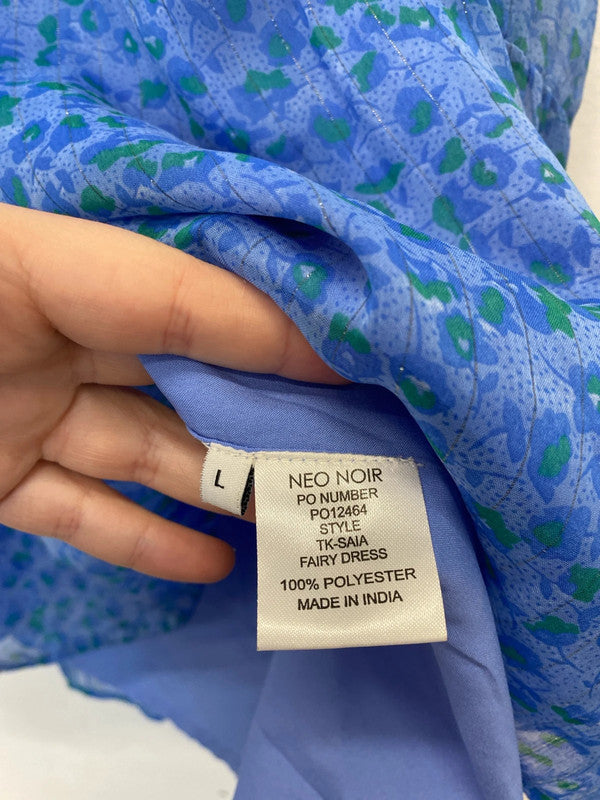 L
NEO NOIR
PO NUMBER
PO12464
STYLE
TK-SAIA
FAIRY DRESS
100% POLYESTER
MADE IN INDIA